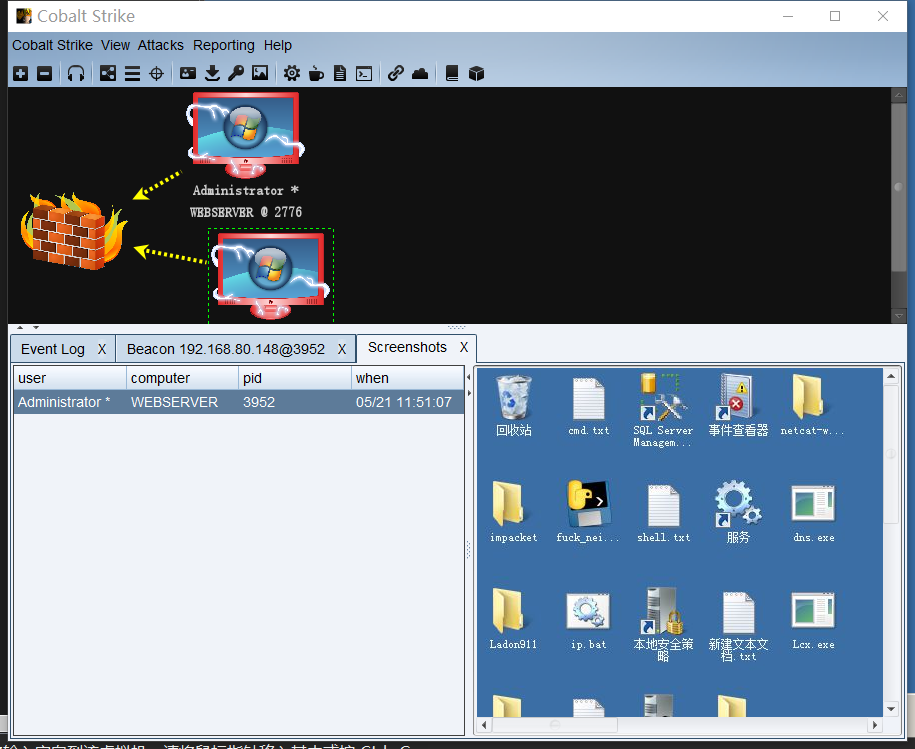 Cobalt Strike
Cobalt Strike View Attacks Reporting Help
Administrator *
WEBSERVER @ 2776
Event Log X Beacon 192.168.80.148@3952 X Screenshots X
user computer pid when
Administrator * WEBSERVER 3952 05/21 11:51:07
回收站
cmd.txt
SQL Server
Managem...
事件查看器
netcat-w...
impacket
fuck_nei...
shell.txt
服务
dns.exe
Ladon911
ip.bat
本地安全策
略
新建文本文
档.txt
Lcx.exe